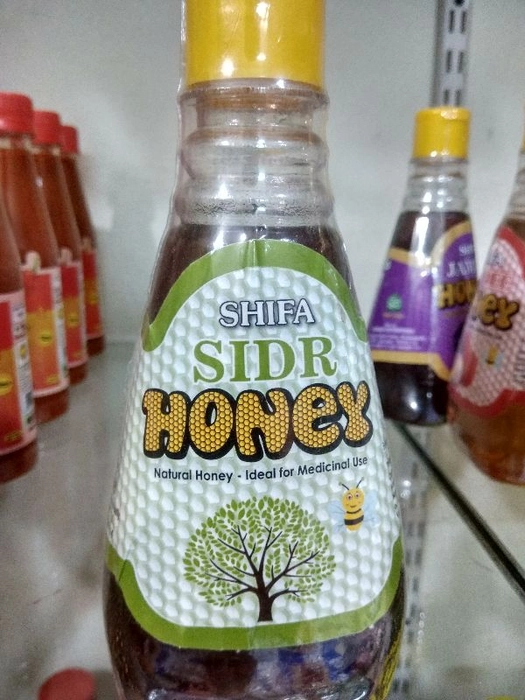 SHIFA
SIDR
HONEY
Natural Honey - Ideal for Medicinal Use